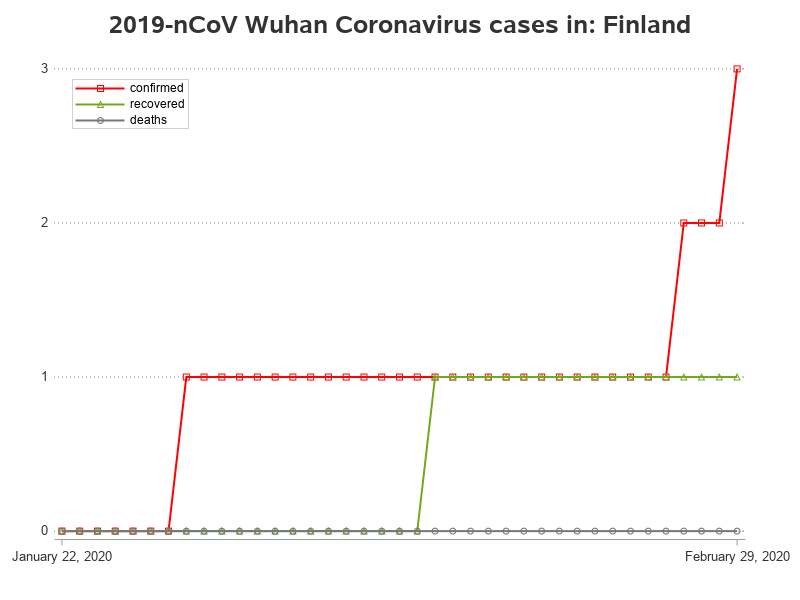 2019-nCoV Wuhan Coronavirus cases in: Finland
3
confirmed
recovered
deaths
2
1
0
January 22, 2020
February 29, 2020